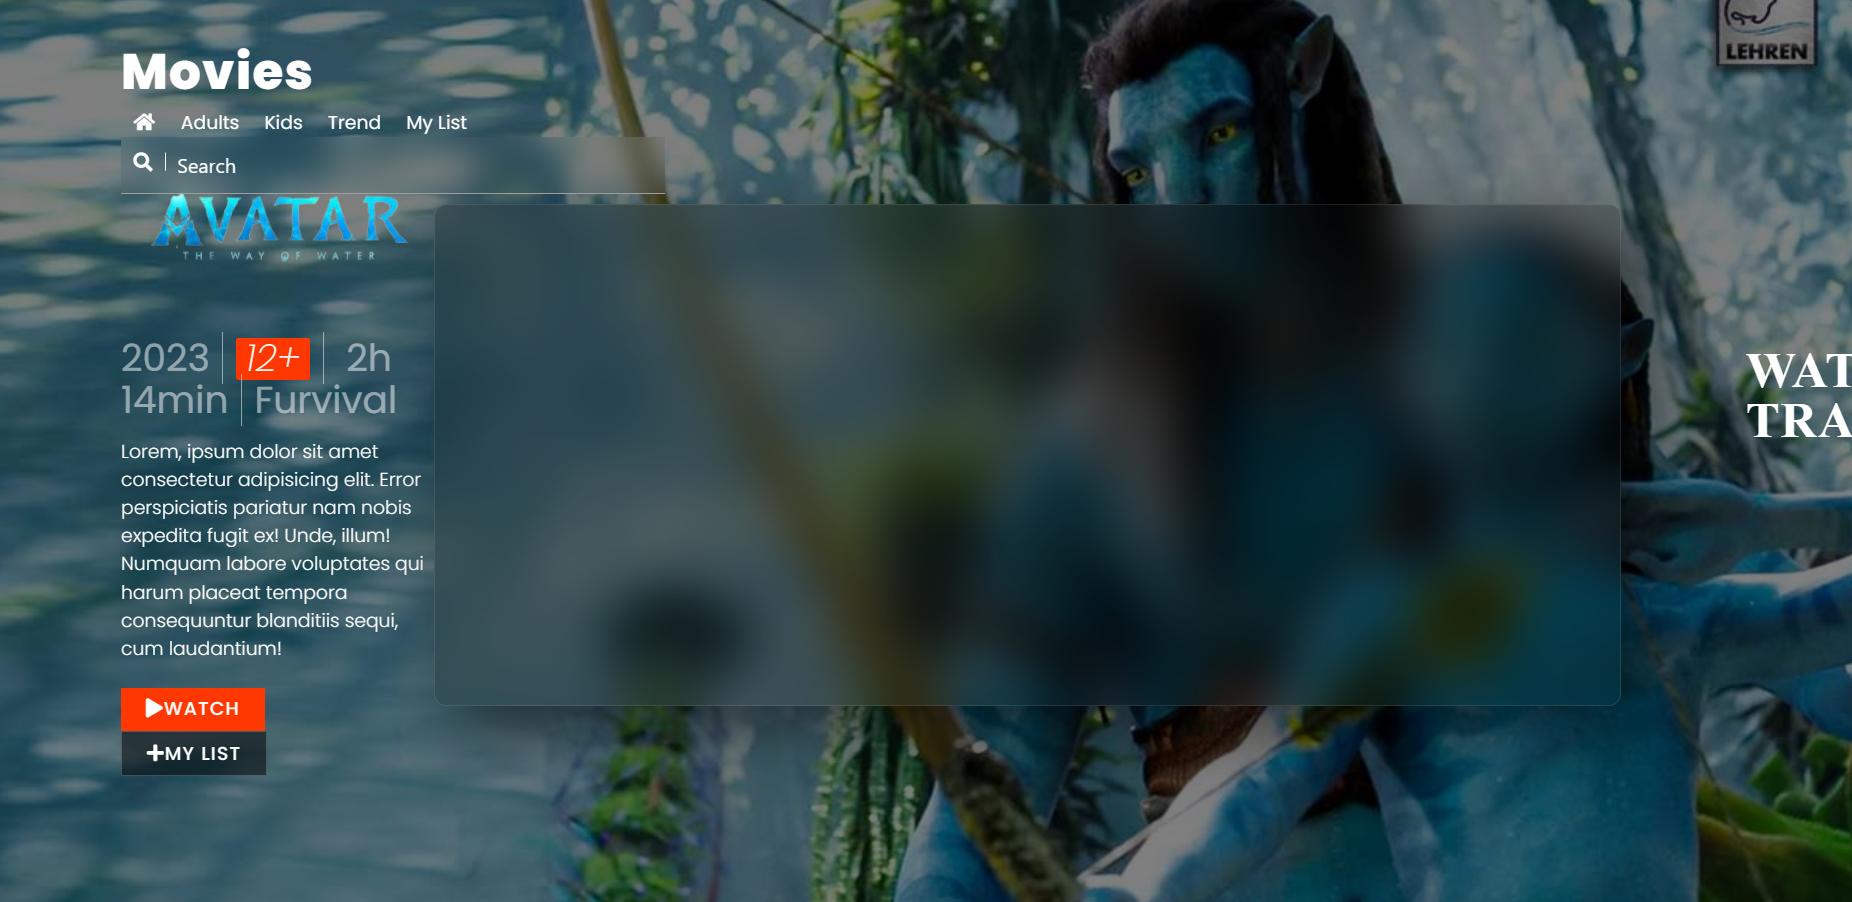 LEHREN
Movies
Adults Kids Trend My List
Search
AVATAR
THE WAY OF WATER
2023 12+ 2h
14min Furvival
Lorem, ipsum dolor sit amet
consectetur adipisicing elit. Error
perspiciatis pariatur nam nobis
expedita fugit ex! Unde, illum!
Numquam labore voluptates qui
harum placeat tempora
consequuntur blanditiis sequi,
cum laudantium!
WATCH
MY LIST
WAT
TRA